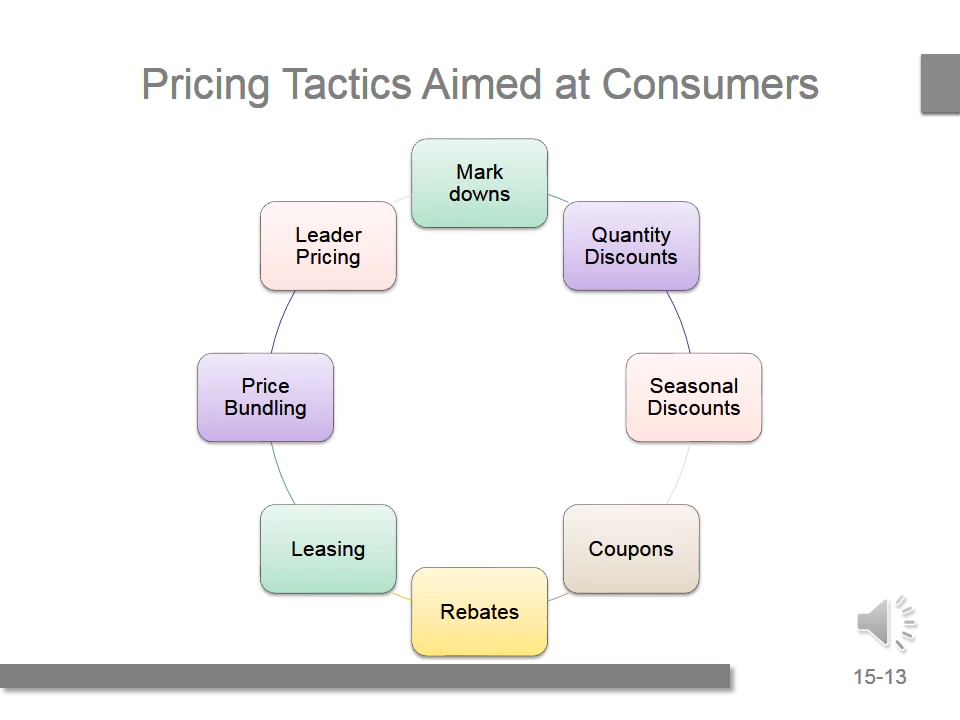 Pricing Tactics Aimed at Consumers
Mark
downs
Quantity
Discounts
Seasonal
Discounts
Coupons
Rebates
Leasing
Price
Bundling
Leader
Pricing
15-13